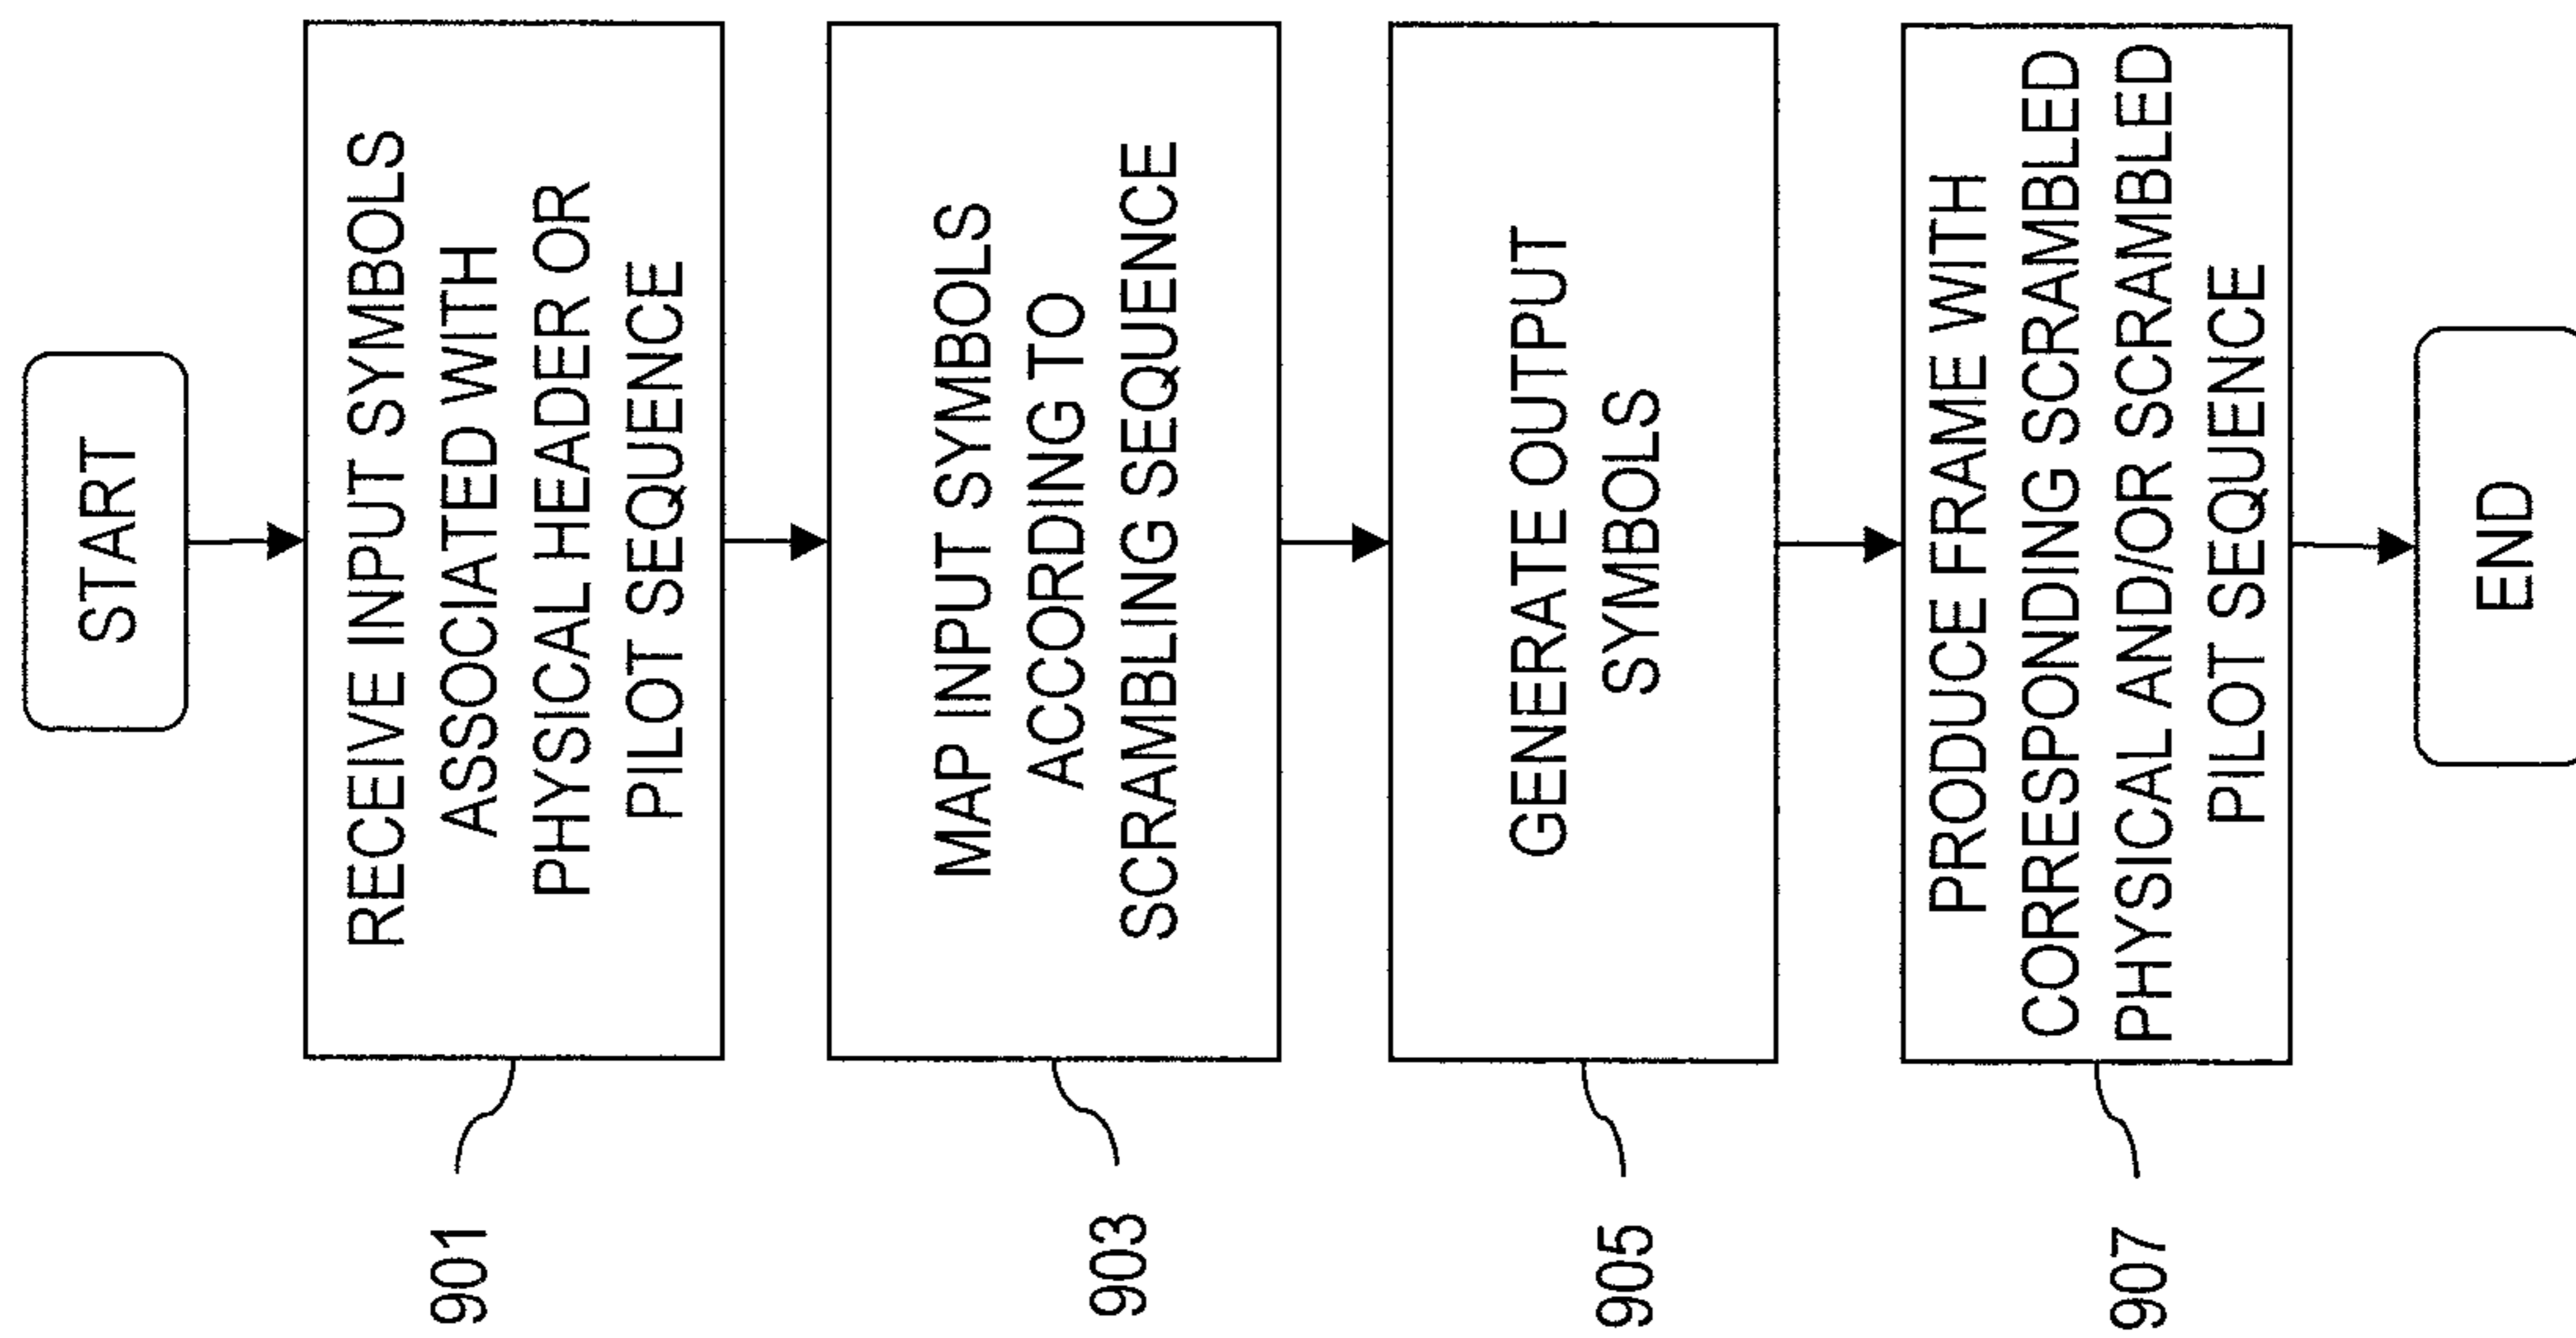 START
RECEIVE INPUT SYMBOLS
ASSOCIATED WITH
PHYSICAL HEADER OR
PILOT SEQUENCE
901
MAP INPUT SYMBOLS
ACCORDING TO
SCRAMBLING SEQUENCE
903
GENERATE OUTPUT
SYMBOLS
905
PRODUCE FRAME WITH
CORRESPONDING SCRAMBLED
PHYSICAL AND/OR SCRAMBLED
PILOT SEQUENCE
907
END